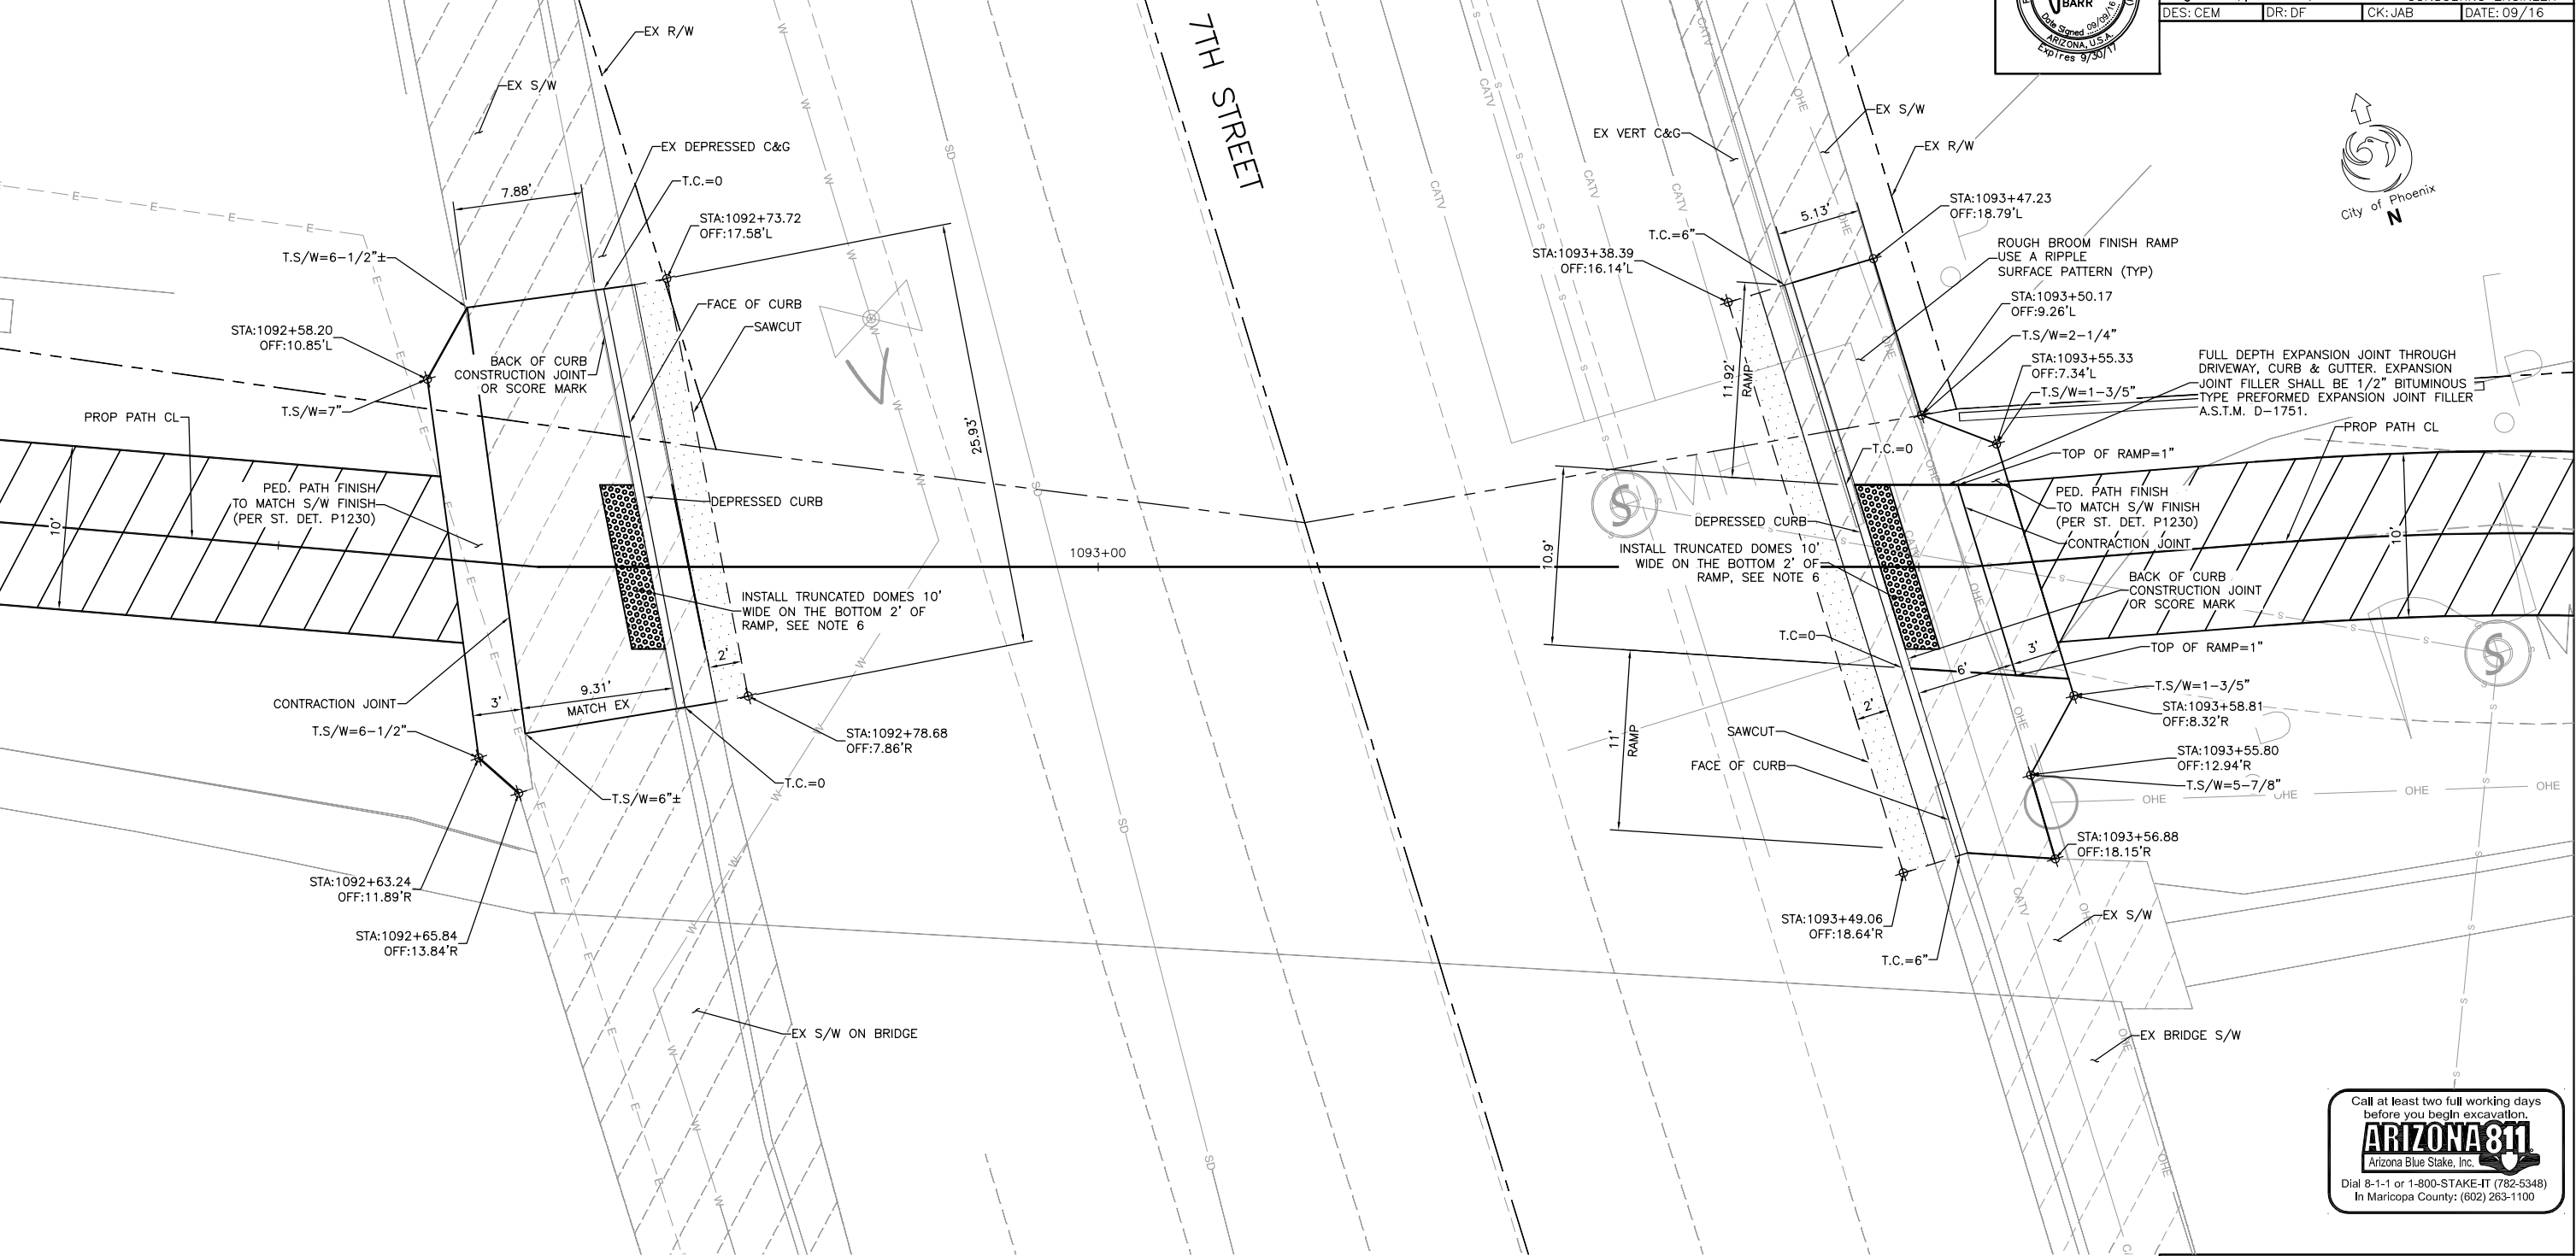 BARR
Date Signed 09/09/16
ARIZONA, U.S.A.
Expires 9/30/17
DES: CEM
DR: DF
CK: JAB
DATE: 09/16
City of Phoenix
N
7TH STREET
EX R/W
EX S/W
EX DEPRESSED C&G
T.C.=0
7.88'
STA:1092+73.72
OFF:17.58'L
T.S/W=6-1/2"±
FACE OF CURB
SAWCUT
STA:1092+58.20
OFF:10.85'L
BACK OF CURB
CONSTRUCTION JOINT
OR SCORE MARK
T.S/W=7"
PROP PATH CL
25.93'
PED. PATH FINISH
TO MATCH S/W FINISH
(PER ST. DET. P1230)
10'
DEPRESSED CURB
1093+00
INSTALL TRUNCATED DOMES 10'
WIDE ON THE BOTTOM 2' OF
RAMP, SEE NOTE 6
2'
9.31'
MATCH EX
3'
CONTRACTION JOINT
T.S/W=6-1/2"
STA:1092+78.68
OFF:7.86'R
T.C.=0
T.S/W=6"±
STA:1092+63.24
OFF:11.89'R
STA:1092+65.84
OFF:13.84'R
EX S/W ON BRIDGE
EX VERT C&G
EX S/W
EX R/W
5.13'
T.C.=6"
STA:1093+47.23
OFF:18.79'L
STA:1093+38.39
OFF:16.14'L
ROUGH BROOM FINISH RAMP
USE A RIPPLE
SURFACE PATTERN (TYP)
STA:1093+50.17
OFF:9.26'L
T.S/W=2-1/4"
STA:1093+55.33
OFF:7.34'L
T.S/W=1-3/5"
FULL DEPTH EXPANSION JOINT THROUGH
DRIVEWAY, CURB & GUTTER. EXPANSION
JOINT FILLER SHALL BE 1/2" BITUMINOUS
TYPE PREFORMED EXPANSION JOINT FILLER
A.S.T.M. D-1751.
PROP PATH CL
11.92'
RAMP
T.C.=0
TOP OF RAMP=1"
PED. PATH FINISH
TO MATCH S/W FINISH
(PER ST. DET. P1230)
CONTRACTION JOINT
10'
10.9'
DEPRESSED CURB
INSTALL TRUNCATED DOMES 10'
WIDE ON THE BOTTOM 2' OF
RAMP, SEE NOTE 6
BACK OF CURB
CONSTRUCTION JOINT
OR SCORE MARK
T.C=0
3'
TOP OF RAMP=1"
6'
2'
T.S/W=1-3/5"
STA:1093+58.81
OFF:8.32'R
11'
RAMP
SAWCUT
FACE OF CURB
STA:1093+55.80
OFF:12.94'R
T.S/W=5-7/8"
OHE
OHE
OHE
OHE
STA:1093+56.88
OFF:18.15'R
STA:1093+49.06
OFF:18.64'R
EX S/W
T.C.=6"
EX BRIDGE S/W
Call at least two full working days
before you begin excavation.
ARIZONA 811
Arizona Blue Stake, Inc.
Dial 8-1-1 or 1-800-STAKE-IT (782-5348)
In Maricopa County: (602) 263-1100